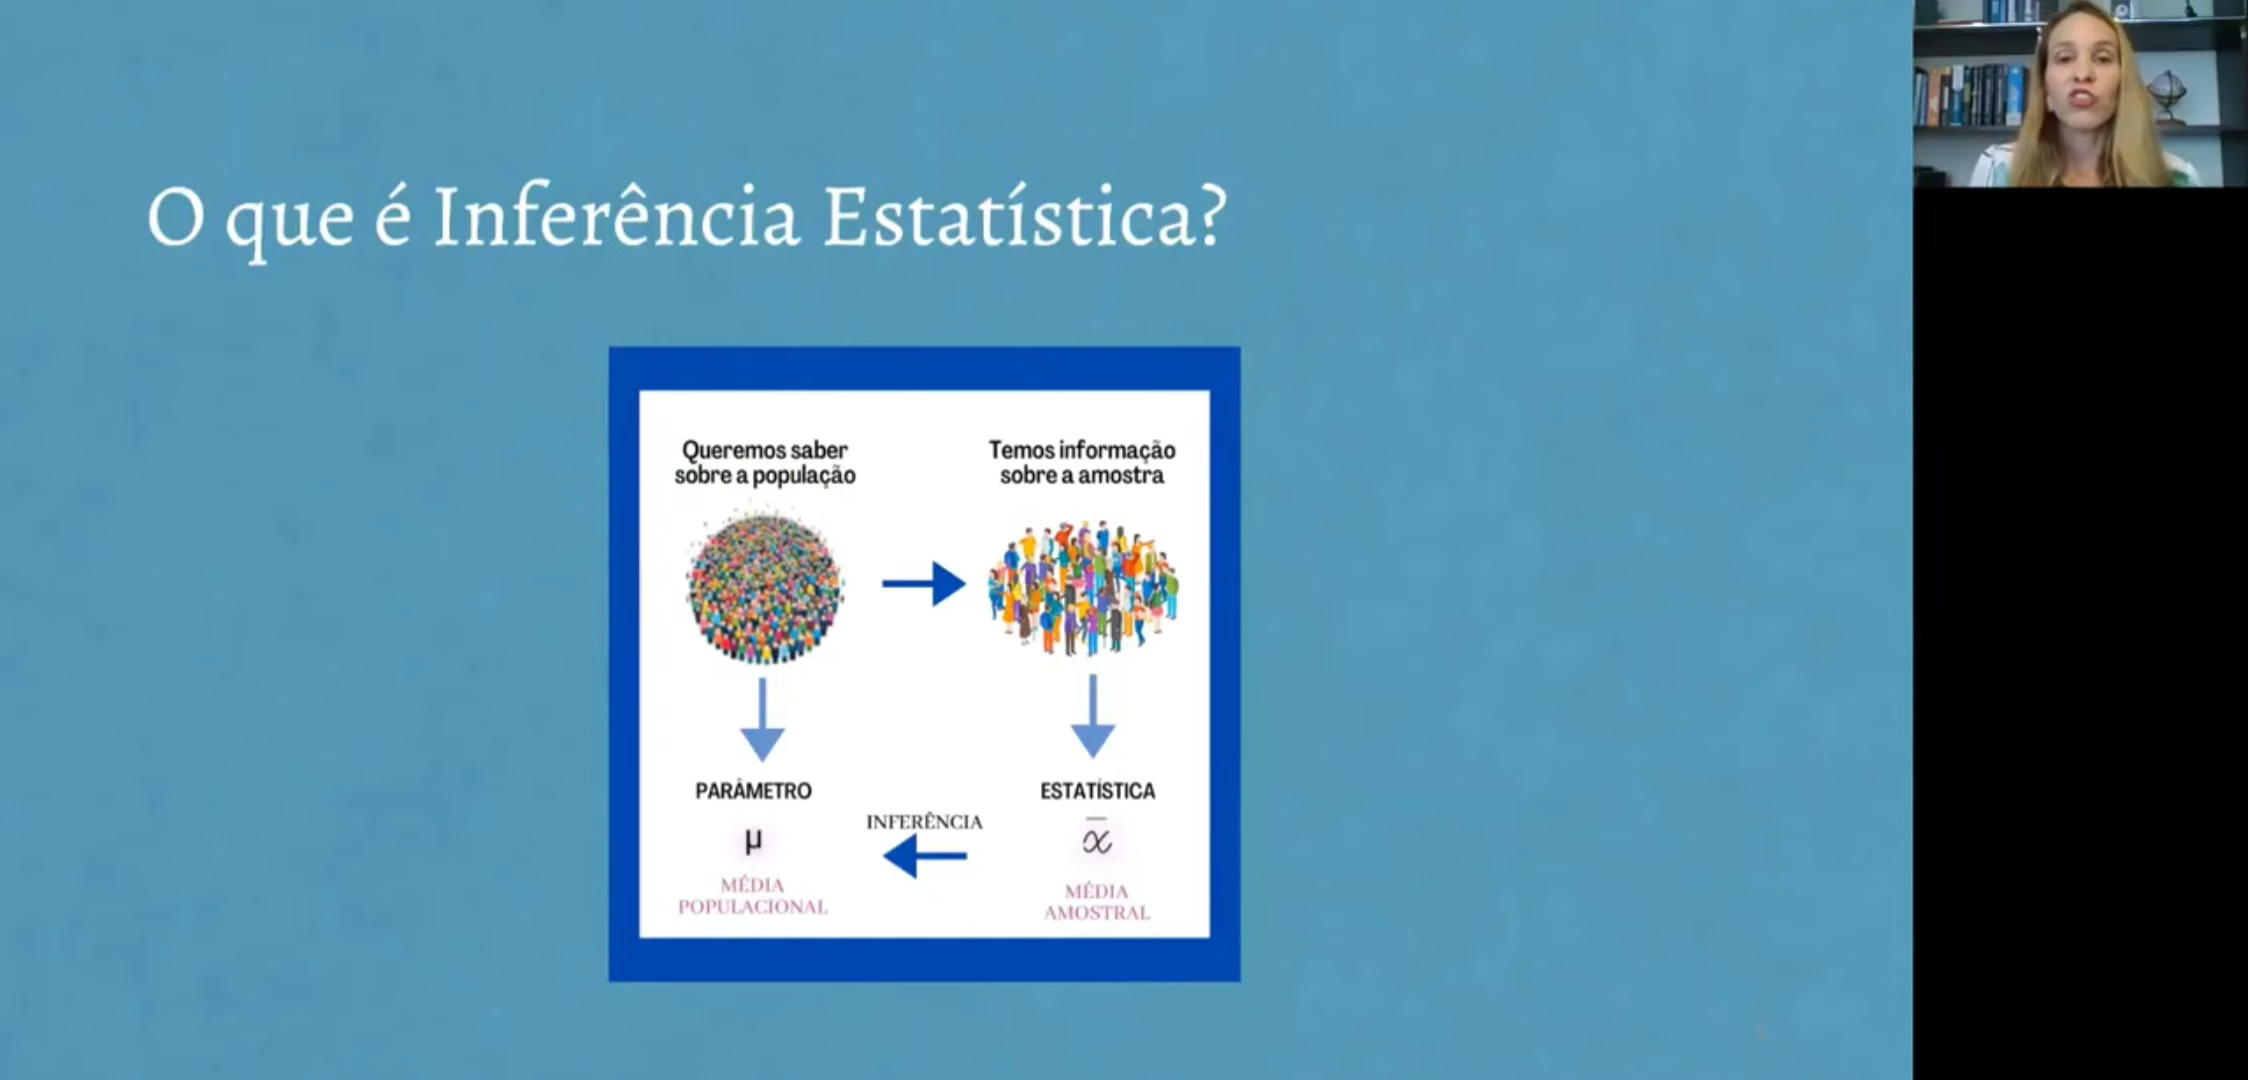 O que é Inferência Estatística?
Queremos saber
sobre a população
Temos informação
sobre a amostra
PARÂMETRO
µ
MÉDIA
POPULACIONAL
INFERÊNCIA
ESTATÍSTICA
x̄
MÉDIA
AMOSTRAL